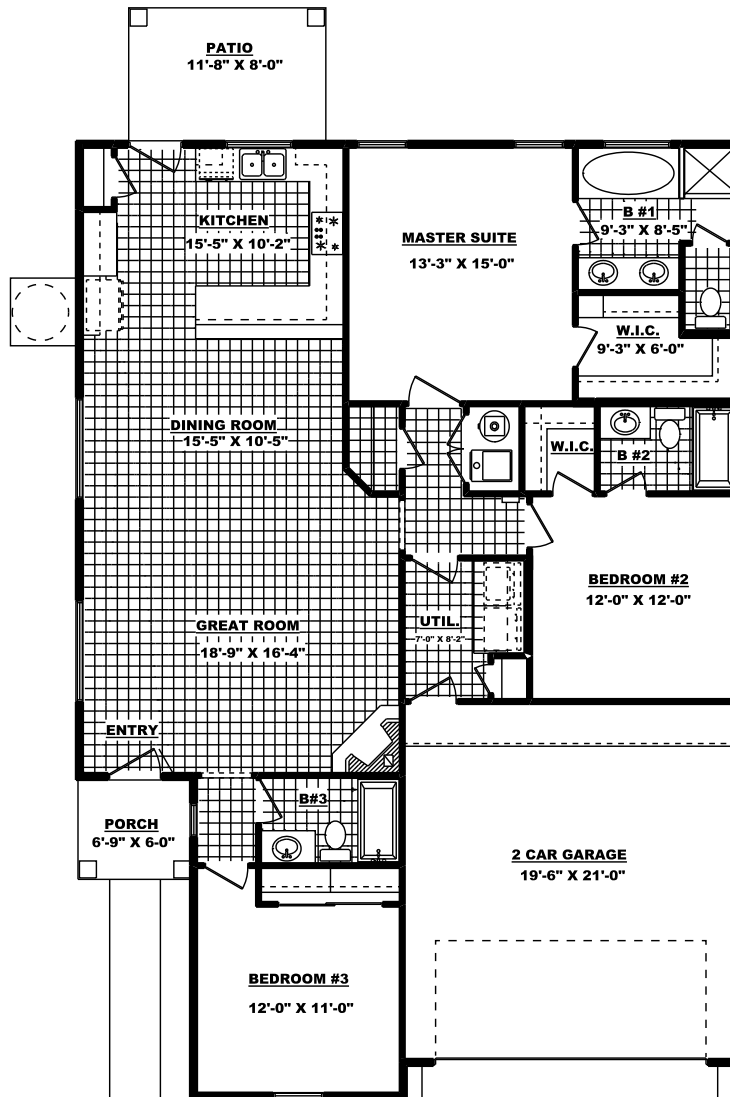 PATIO
11'-8" X 8'-0"
KITCHEN
15'-5" X 10'-2"
B #1
9'-3" X 8'-5"
MASTER SUITE
13'-3" X 15'-0"
W.I.C.
9'-3" X 6'-0"
DINING ROOM
15'-5" X 10'-5"
W.I.C.
B #2
BEDROOM #2
12'-0" X 12'-0"
GREAT ROOM
18'-9" X 16'-4"
UTIL.
7'-0" X 8'-2"
ENTRY
PORCH
6'-9" X 6-0"
B#3
2 CAR GARAGE
19'-6" X 21'-0"
BEDROOM #3
12'-0" X 11'-0"